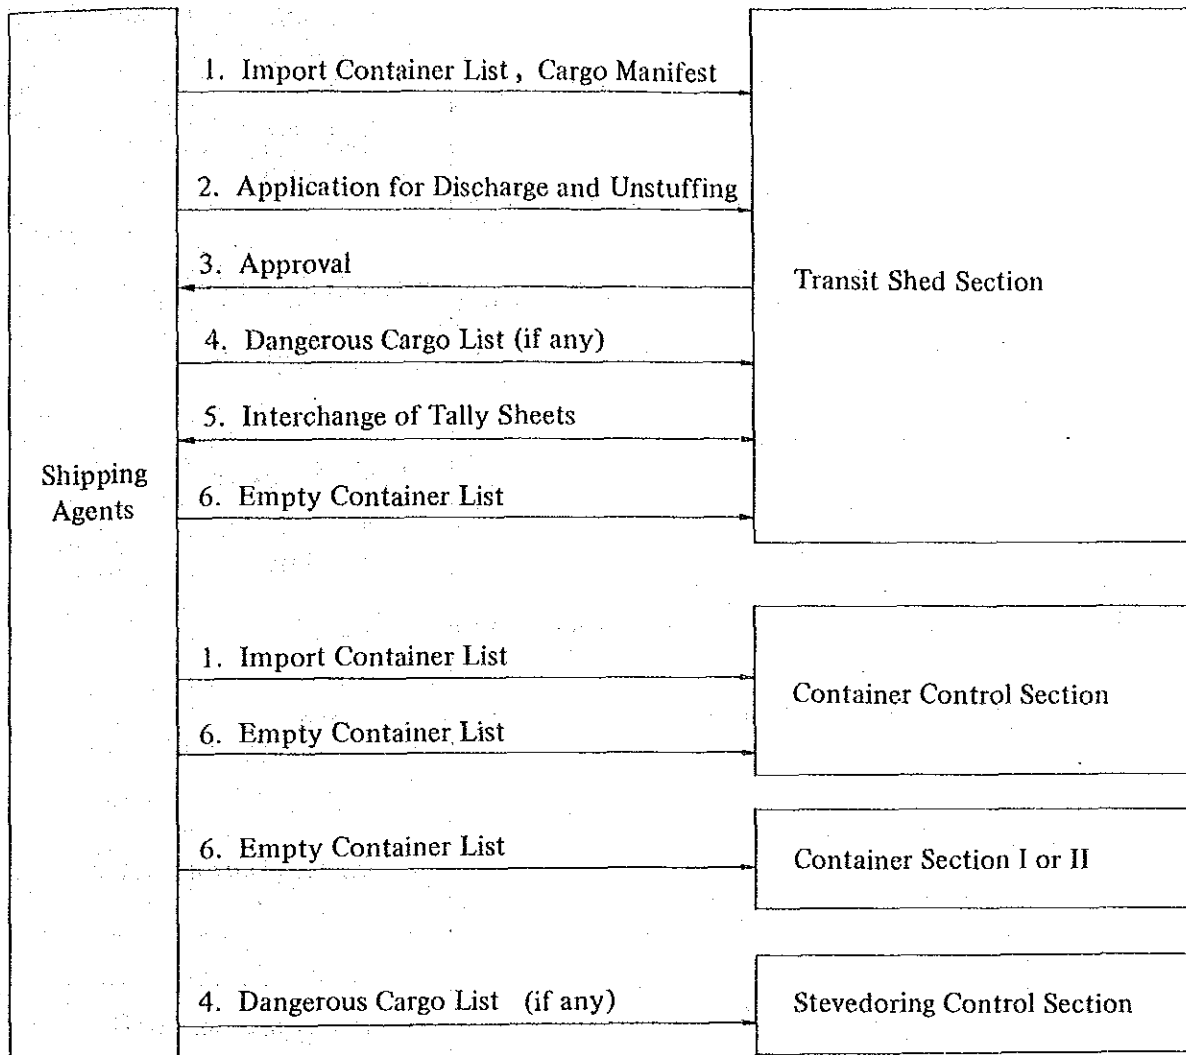 1. Import Container List, Cargo Manifest
2. Application for Discharge and Unstuffing
3. Approval
Transit Shed Section
4. Dangerous Cargo List (if any)
5. Interchange of Tally Sheets
Shipping
Agents
6. Empty Container List
1. Import Container List
Container Control Section
6. Empty Container List
6. Empty Container List
Container Section I or II
4. Dangerous Cargo List (if any)
Stevedoring Control Section